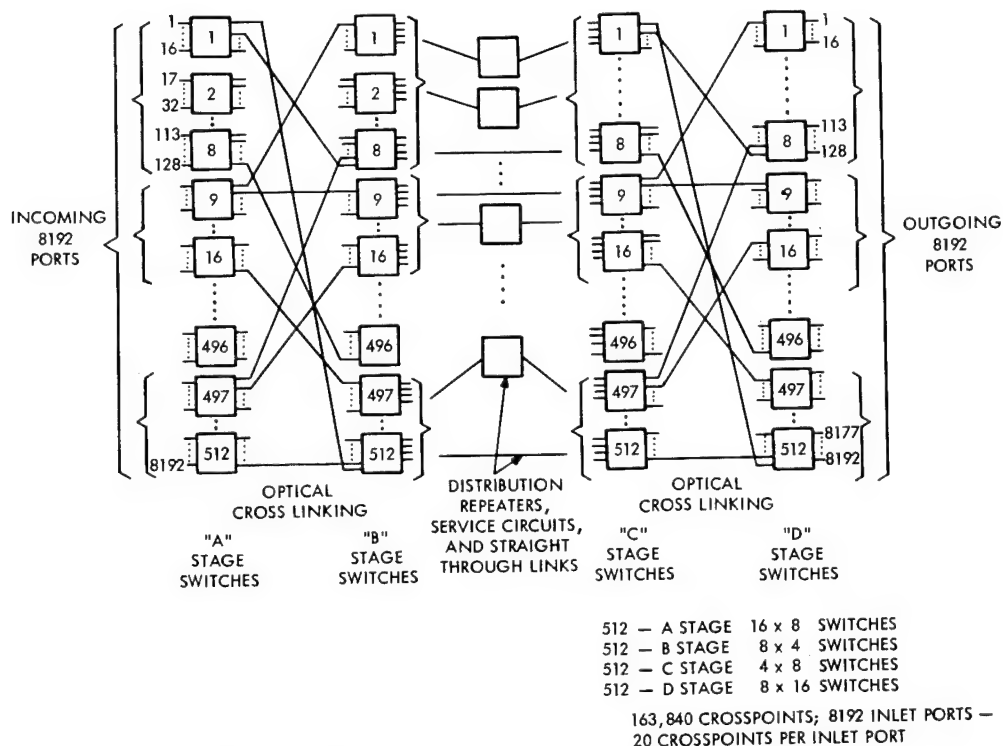 INCOMING
8192
PORTS
1
16
17
32
113
128
8192
1
2
8
9
16
496
497
512
1
2
8
9
16
496
497
512
1
8
9
16
496
497
512
1
8
9
16
496
497
512
1
16
113
128
8177
8192
OUTGOING
8192
PORTS
OPTICAL
CROSS LINKING
DISTRIBUTION
REPEATERS,
SERVICE CIRCUITS,
AND STRAIGHT
THROUGH LINKS
OPTICAL
CROSS LINKING
"A"
STAGE
SWITCHES
"B"
STAGE
SWITCHES
"C"
STAGE
SWITCHES
"D"
STAGE
SWITCHES
512 — A STAGE 16 x 8 SWITCHES
512 — B STAGE 8 x 4 SWITCHES
512 — C STAGE 4 x 8 SWITCHES
512 — D STAGE 8 x 16 SWITCHES
163,840 CROSSPOINTS; 8192 INLET PORTS —
20 CROSSPOINTS PER INLET PORT